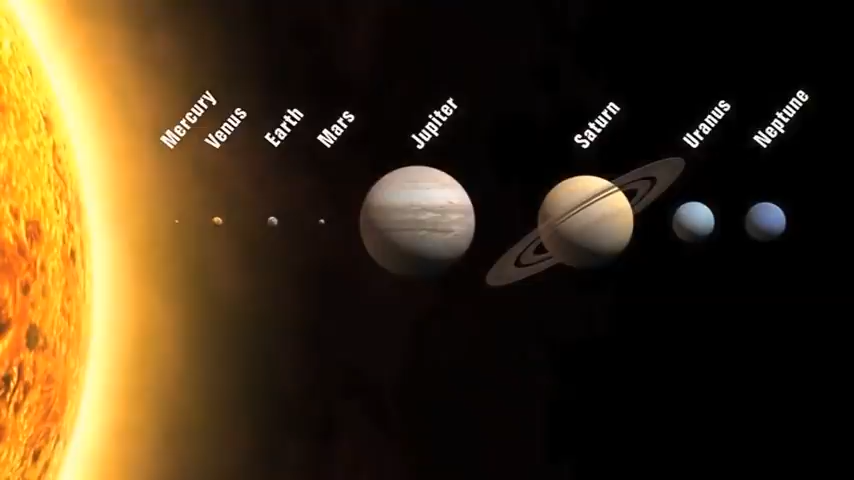 Mercury
Venus
Earth
Mars
Jupiter
Saturn
Uranus
Neptune